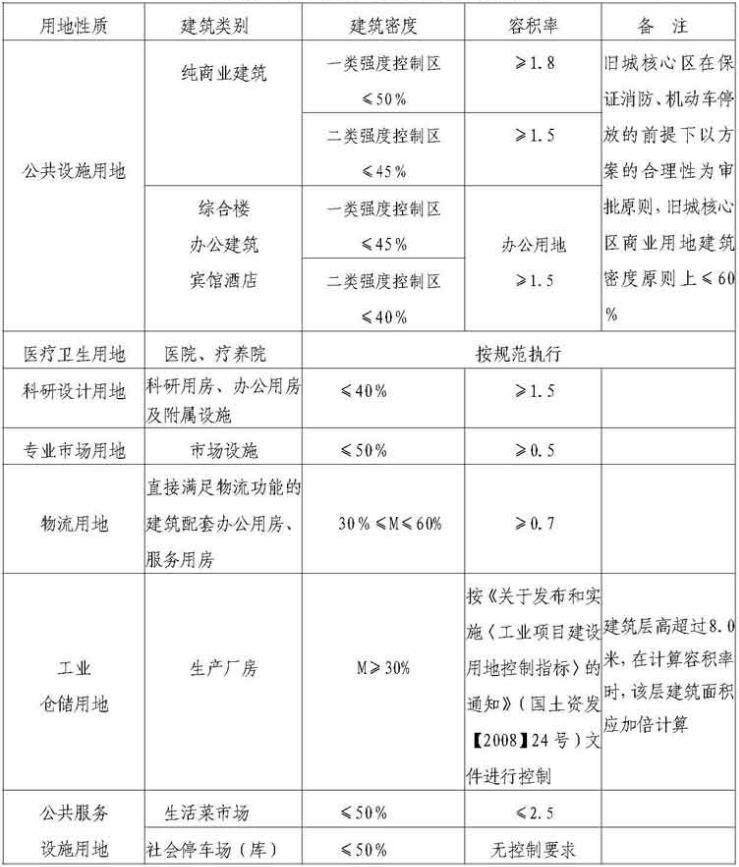 用地性质 建筑类别 建筑密度 容积率 备 注
公共设施用地
纯商业建筑
一类强度控制区
≤50%
≥1.8
二类强度控制区
≤45%
≥1.5
综合楼
办公建筑
宾馆酒店
一类强度控制区
≤45%
二类强度控制区
≤40%
办公用地
≥1.5
旧城核心区在保
证消防、机动车停
放的前提下以方
案的合理性为审
批原则,旧城核心
区商业用地建筑
密度原则上≤60
%
医疗卫生用地 医院、疗养院 按规范执行
科研设计用地
科研用房、办公用房
及附属设施
≤40% ≥1.5
专业市场用地 市场设施 ≤50% ≥0.5
物流用地
直接满足物流功能的
建筑配套办公用房、
服务用房
30%≤M≤60% ≥0.7
工业
仓储用地
生产厂房
M≥30%
按《关于发布和实
施〈工业项目建设
用地控制指标〉的
通知》(国土资发
【2008】24号)文
件进行控制
建筑层高超过8.0
米,在计算容积率
时,该层建筑面积
应加倍计算
公共服务
设施用地
生活菜市场 ≤50% ≤2.5
社会停车场(库) ≤50% 无控制要求